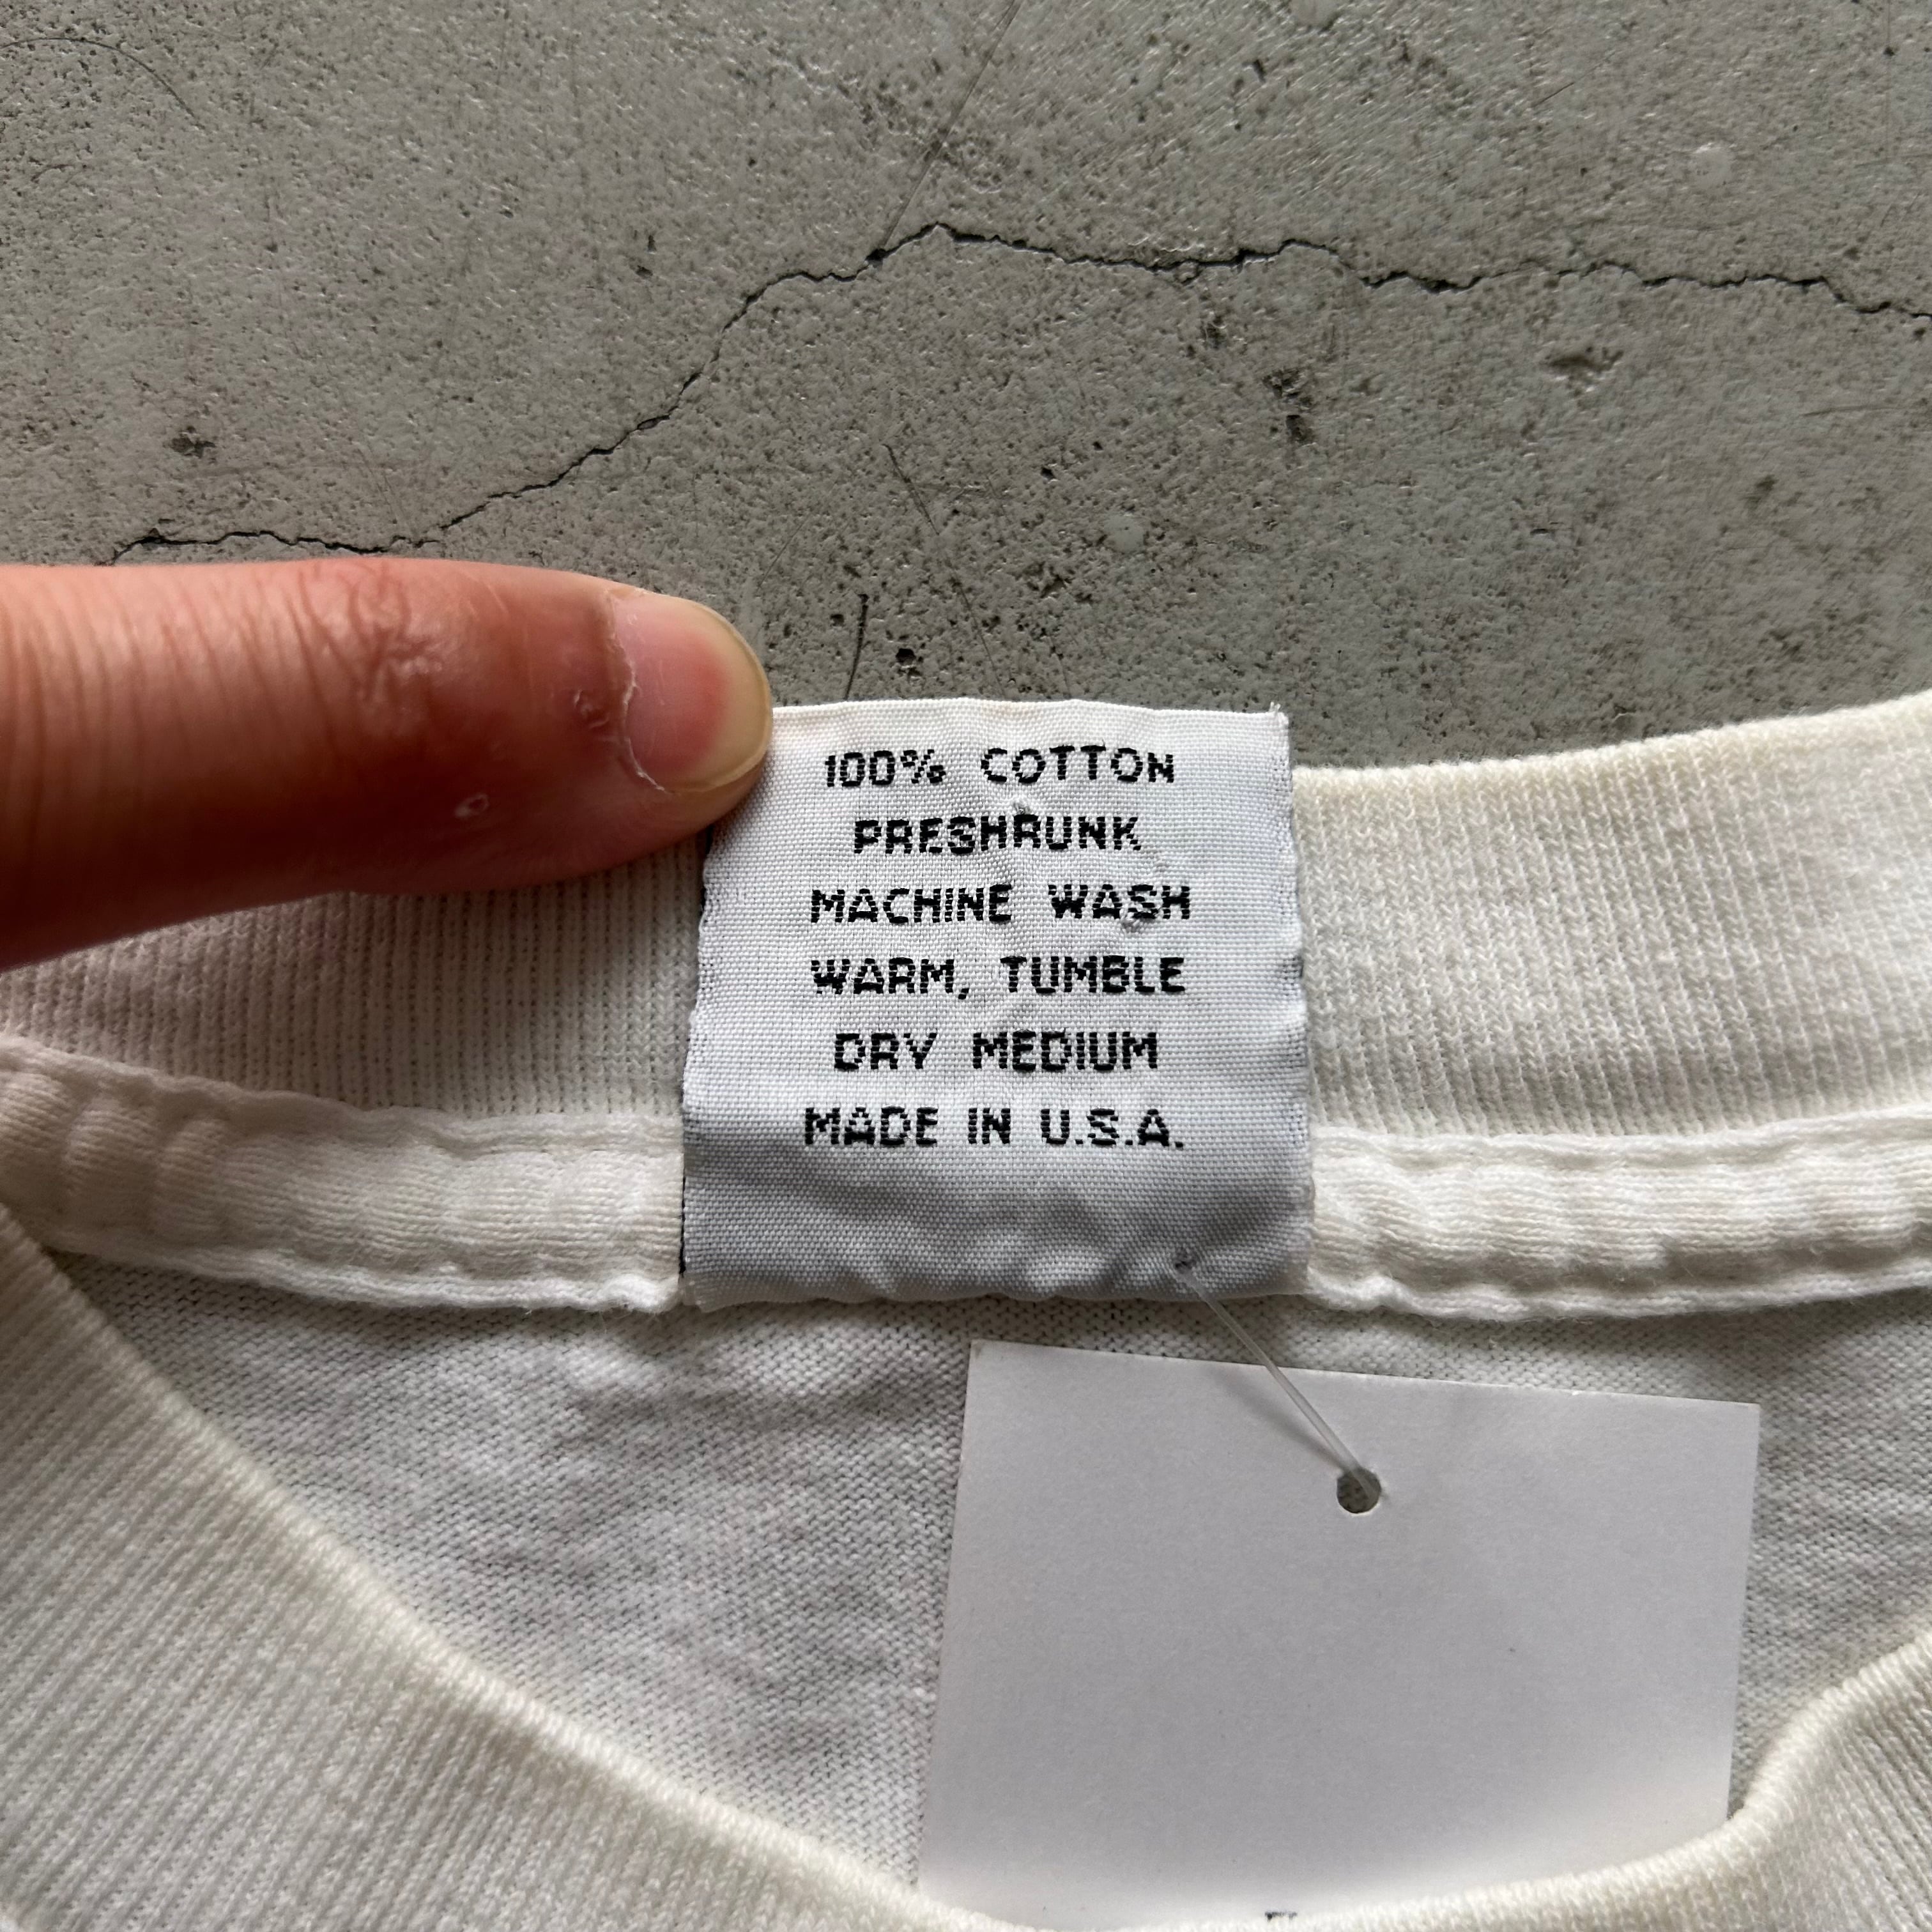 100% COTTON
PRESHRUNK
MACHINE WASH
WARM, TUMBLE
DRY MEDIUM
MADE IN U.S.A.